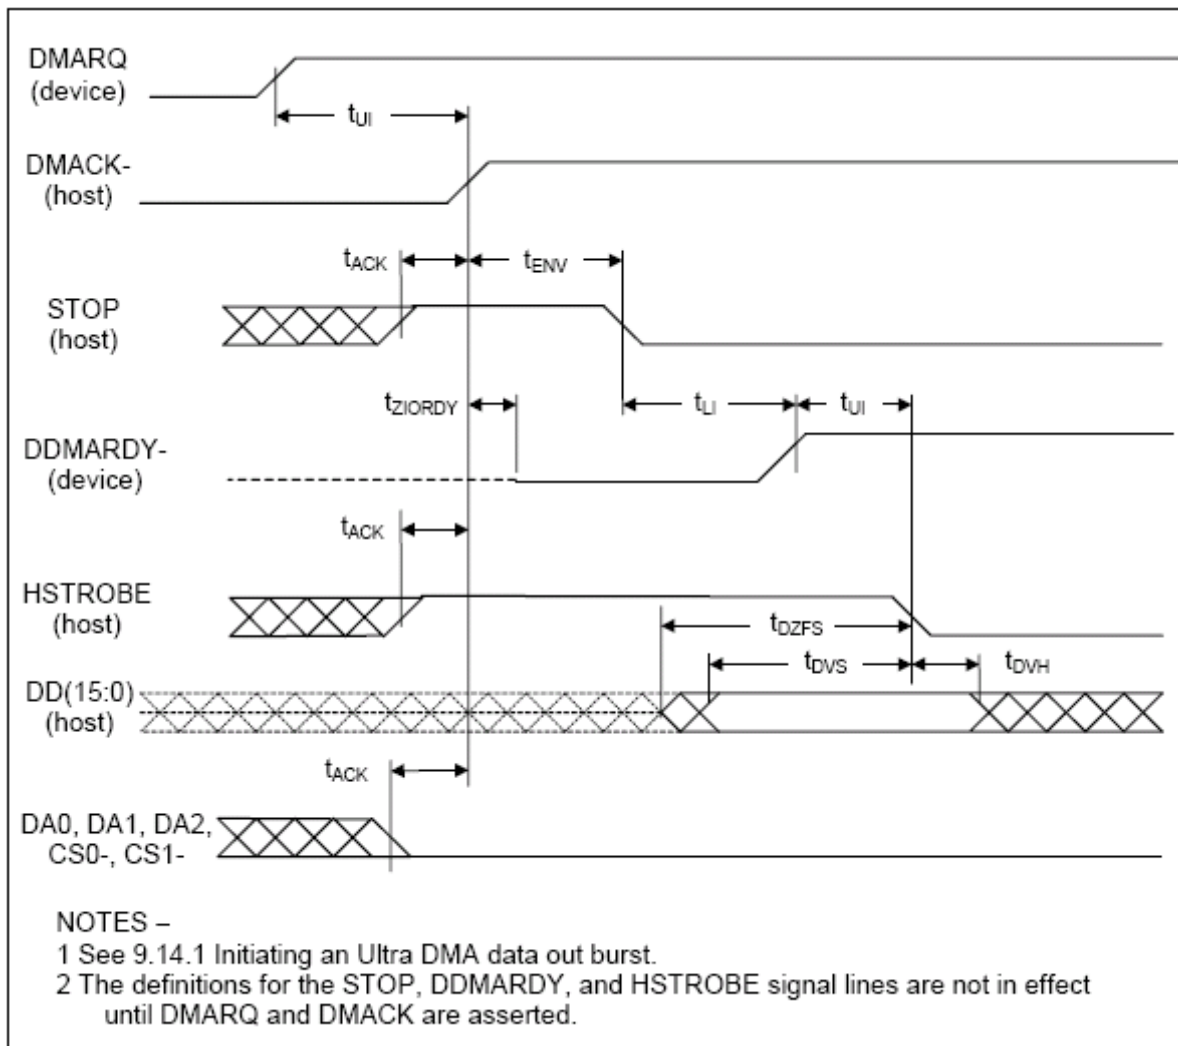 DMARQ
(device)
tUI
DMACK-
(host)
tACK
tENV
STOP
(host)
tZIORDY
tLI
tUI
DDMARDY-
(device)
tACK
HSTROBE
(host)
tDZFS
tDVS
tDVH
DD(15:0)
(host)
tACK
DA0, DA1, DA2,
CS0-, CS1-
NOTES –
1 See 9.14.1 Initiating an Ultra DMA data out burst.
2 The definitions for the STOP, DDMARDY, and HSTROBE signal lines are not in effect
until DMARQ and DMACK are asserted.